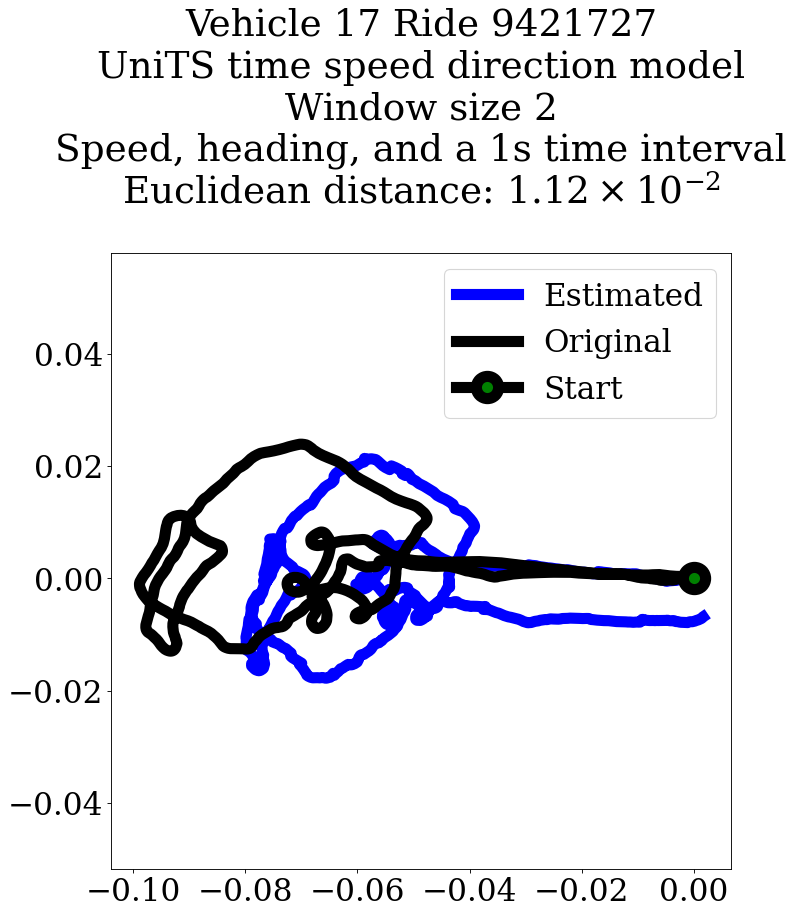 Vehicle 17 Ride 9421727
UniTS time speed direction model
Window size 2
Speed, heading, and a 1s time interval
Euclidean distance: 1.12 × 10⁻²
Estimated
Original
Start
0.04
0.02
0.00
−0.02
−0.04
−0.10 −0.08 −0.06 −0.04 −0.02 0.00